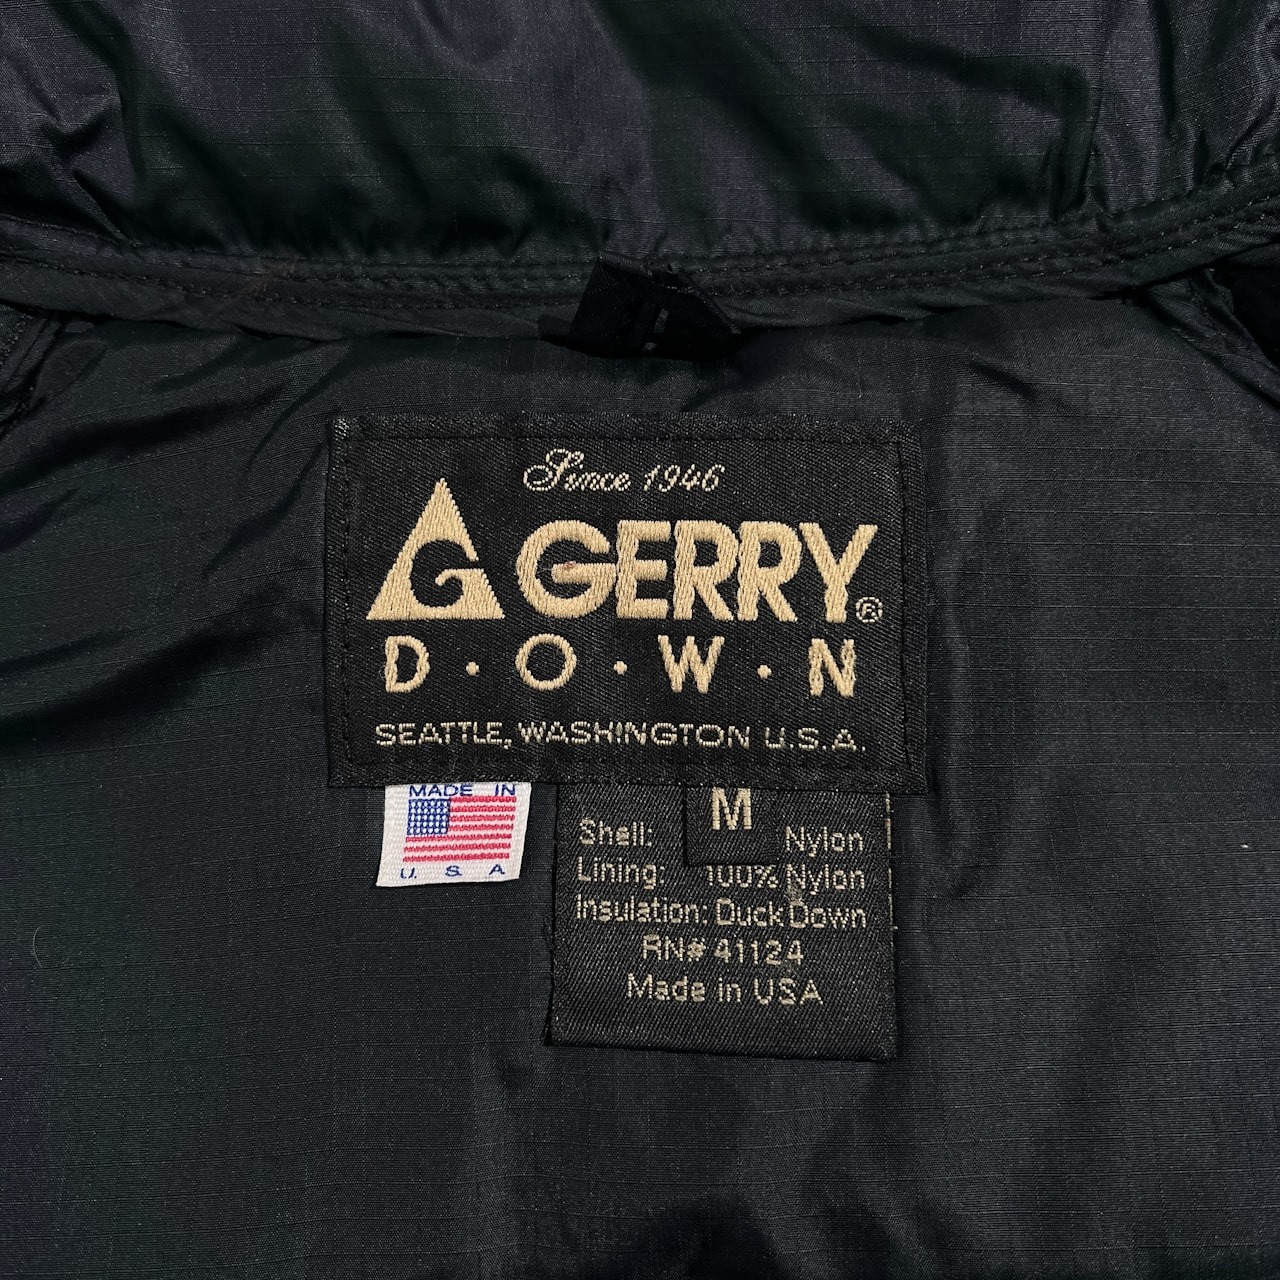 Since 1946
G GERRY®
D·O·W·N
SEATTLE, WASHINGTON U.S.A.
MADE IN
U. S. A
M
Shell: Nylon
Lining: 100% Nylon
Insulation: Duck Down
RN# 41124
Made in USA